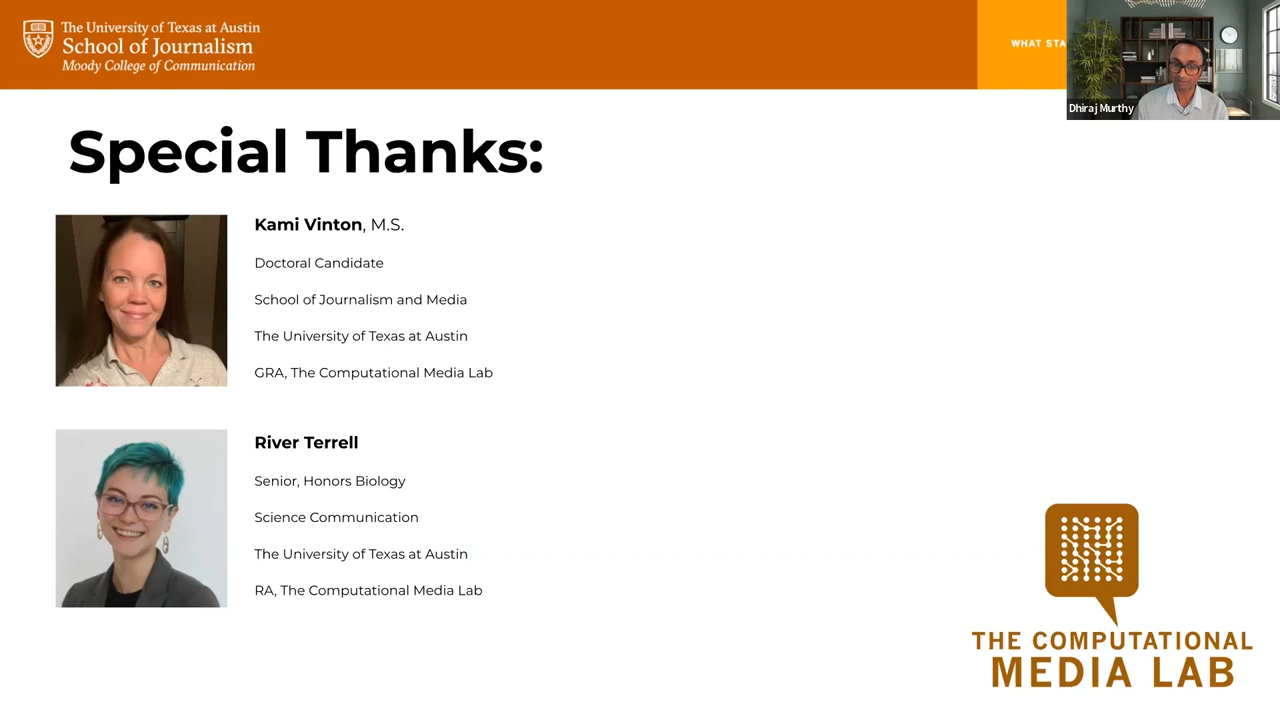 The University of Texas at Austin
School of Journalism
Moody College of Communication
WHAT STA
Dhiraj Murthy
Special Thanks:
Kami Vinton, M.S.
Doctoral Candidate
School of Journalism and Media
The University of Texas at Austin
GRA, The Computational Media Lab
River Terrell
Senior, Honors Biology
Science Communication
The University of Texas at Austin
RA, The Computational Media Lab
THE COMPUTATIONAL
MEDIA LAB